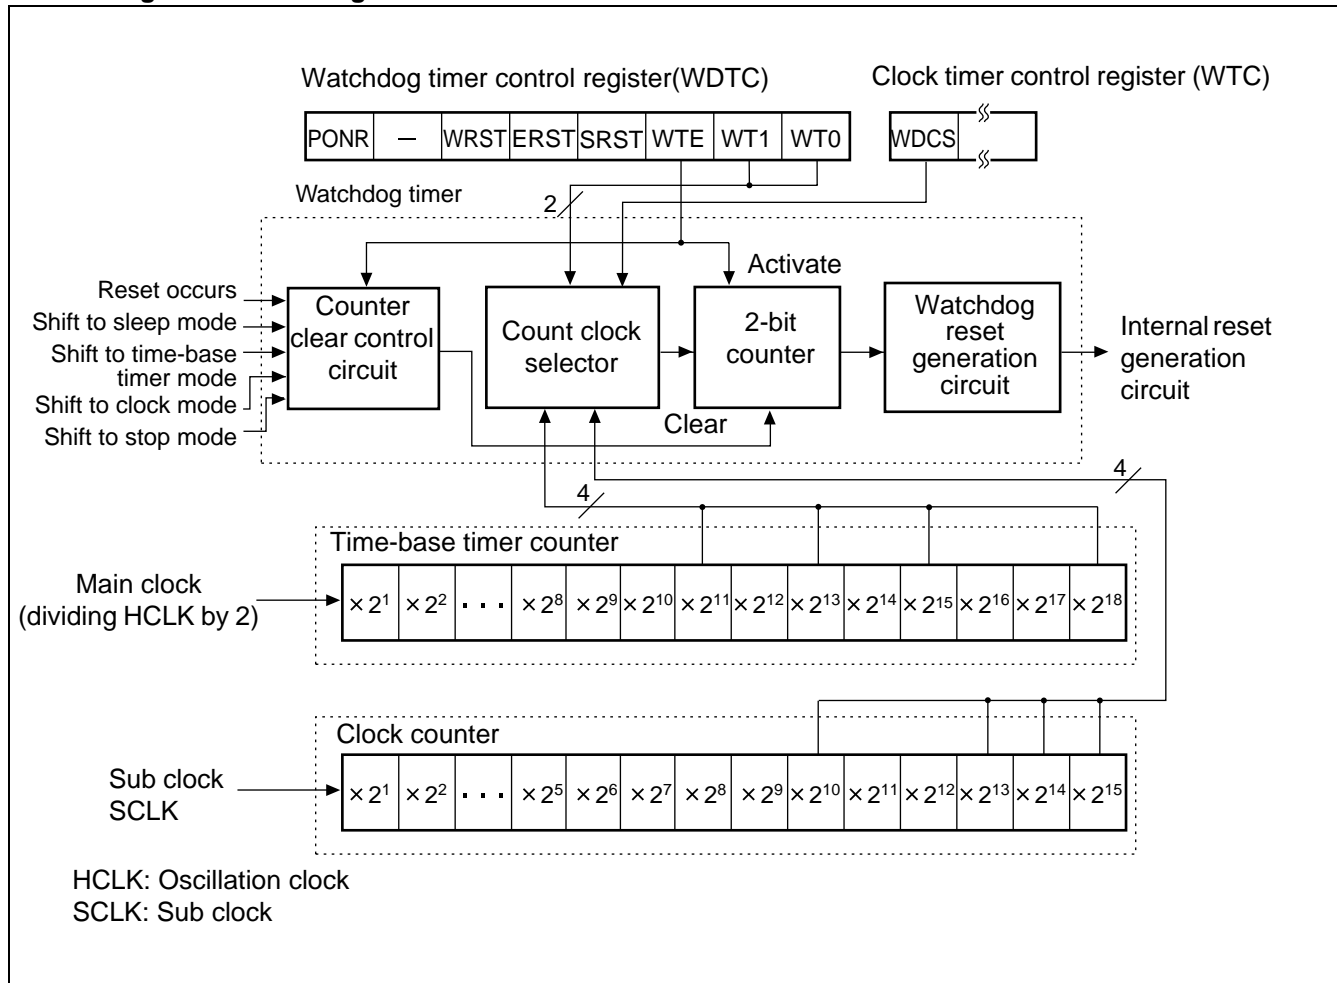 Watchdog timer control register(WDTC)
Clock timer control register (WTC)
PONR — WRST ERST SRST WTE WT1 WT0
WDCS
Watchdog timer
2
Activate
Reset occurs
Shift to sleep mode
Shift to time-base
timer mode
Shift to clock mode
Shift to stop mode
Counter
clear control
circuit
Count clock
selector
2-bit
counter
Watchdog
reset
generation
circuit
Internal reset
generation
circuit
Clear
4
4
Time-base timer counter
Main clock
(dividing HCLK by 2)
×2¹ ×2² · · · ×2⁸ ×2⁹ ×2¹⁰ ×2¹¹ ×2¹² ×2¹³ ×2¹⁴ ×2¹⁵ ×2¹⁶ ×2¹⁷ ×2¹⁸
Clock counter
Sub clock
SCLK
×2¹ ×2² · · · ×2⁵ ×2⁶ ×2⁷ ×2⁸ ×2⁹ ×2¹⁰ ×2¹¹ ×2¹² ×2¹³ ×2¹⁴ ×2¹⁵
HCLK: Oscillation clock
SCLK: Sub clock